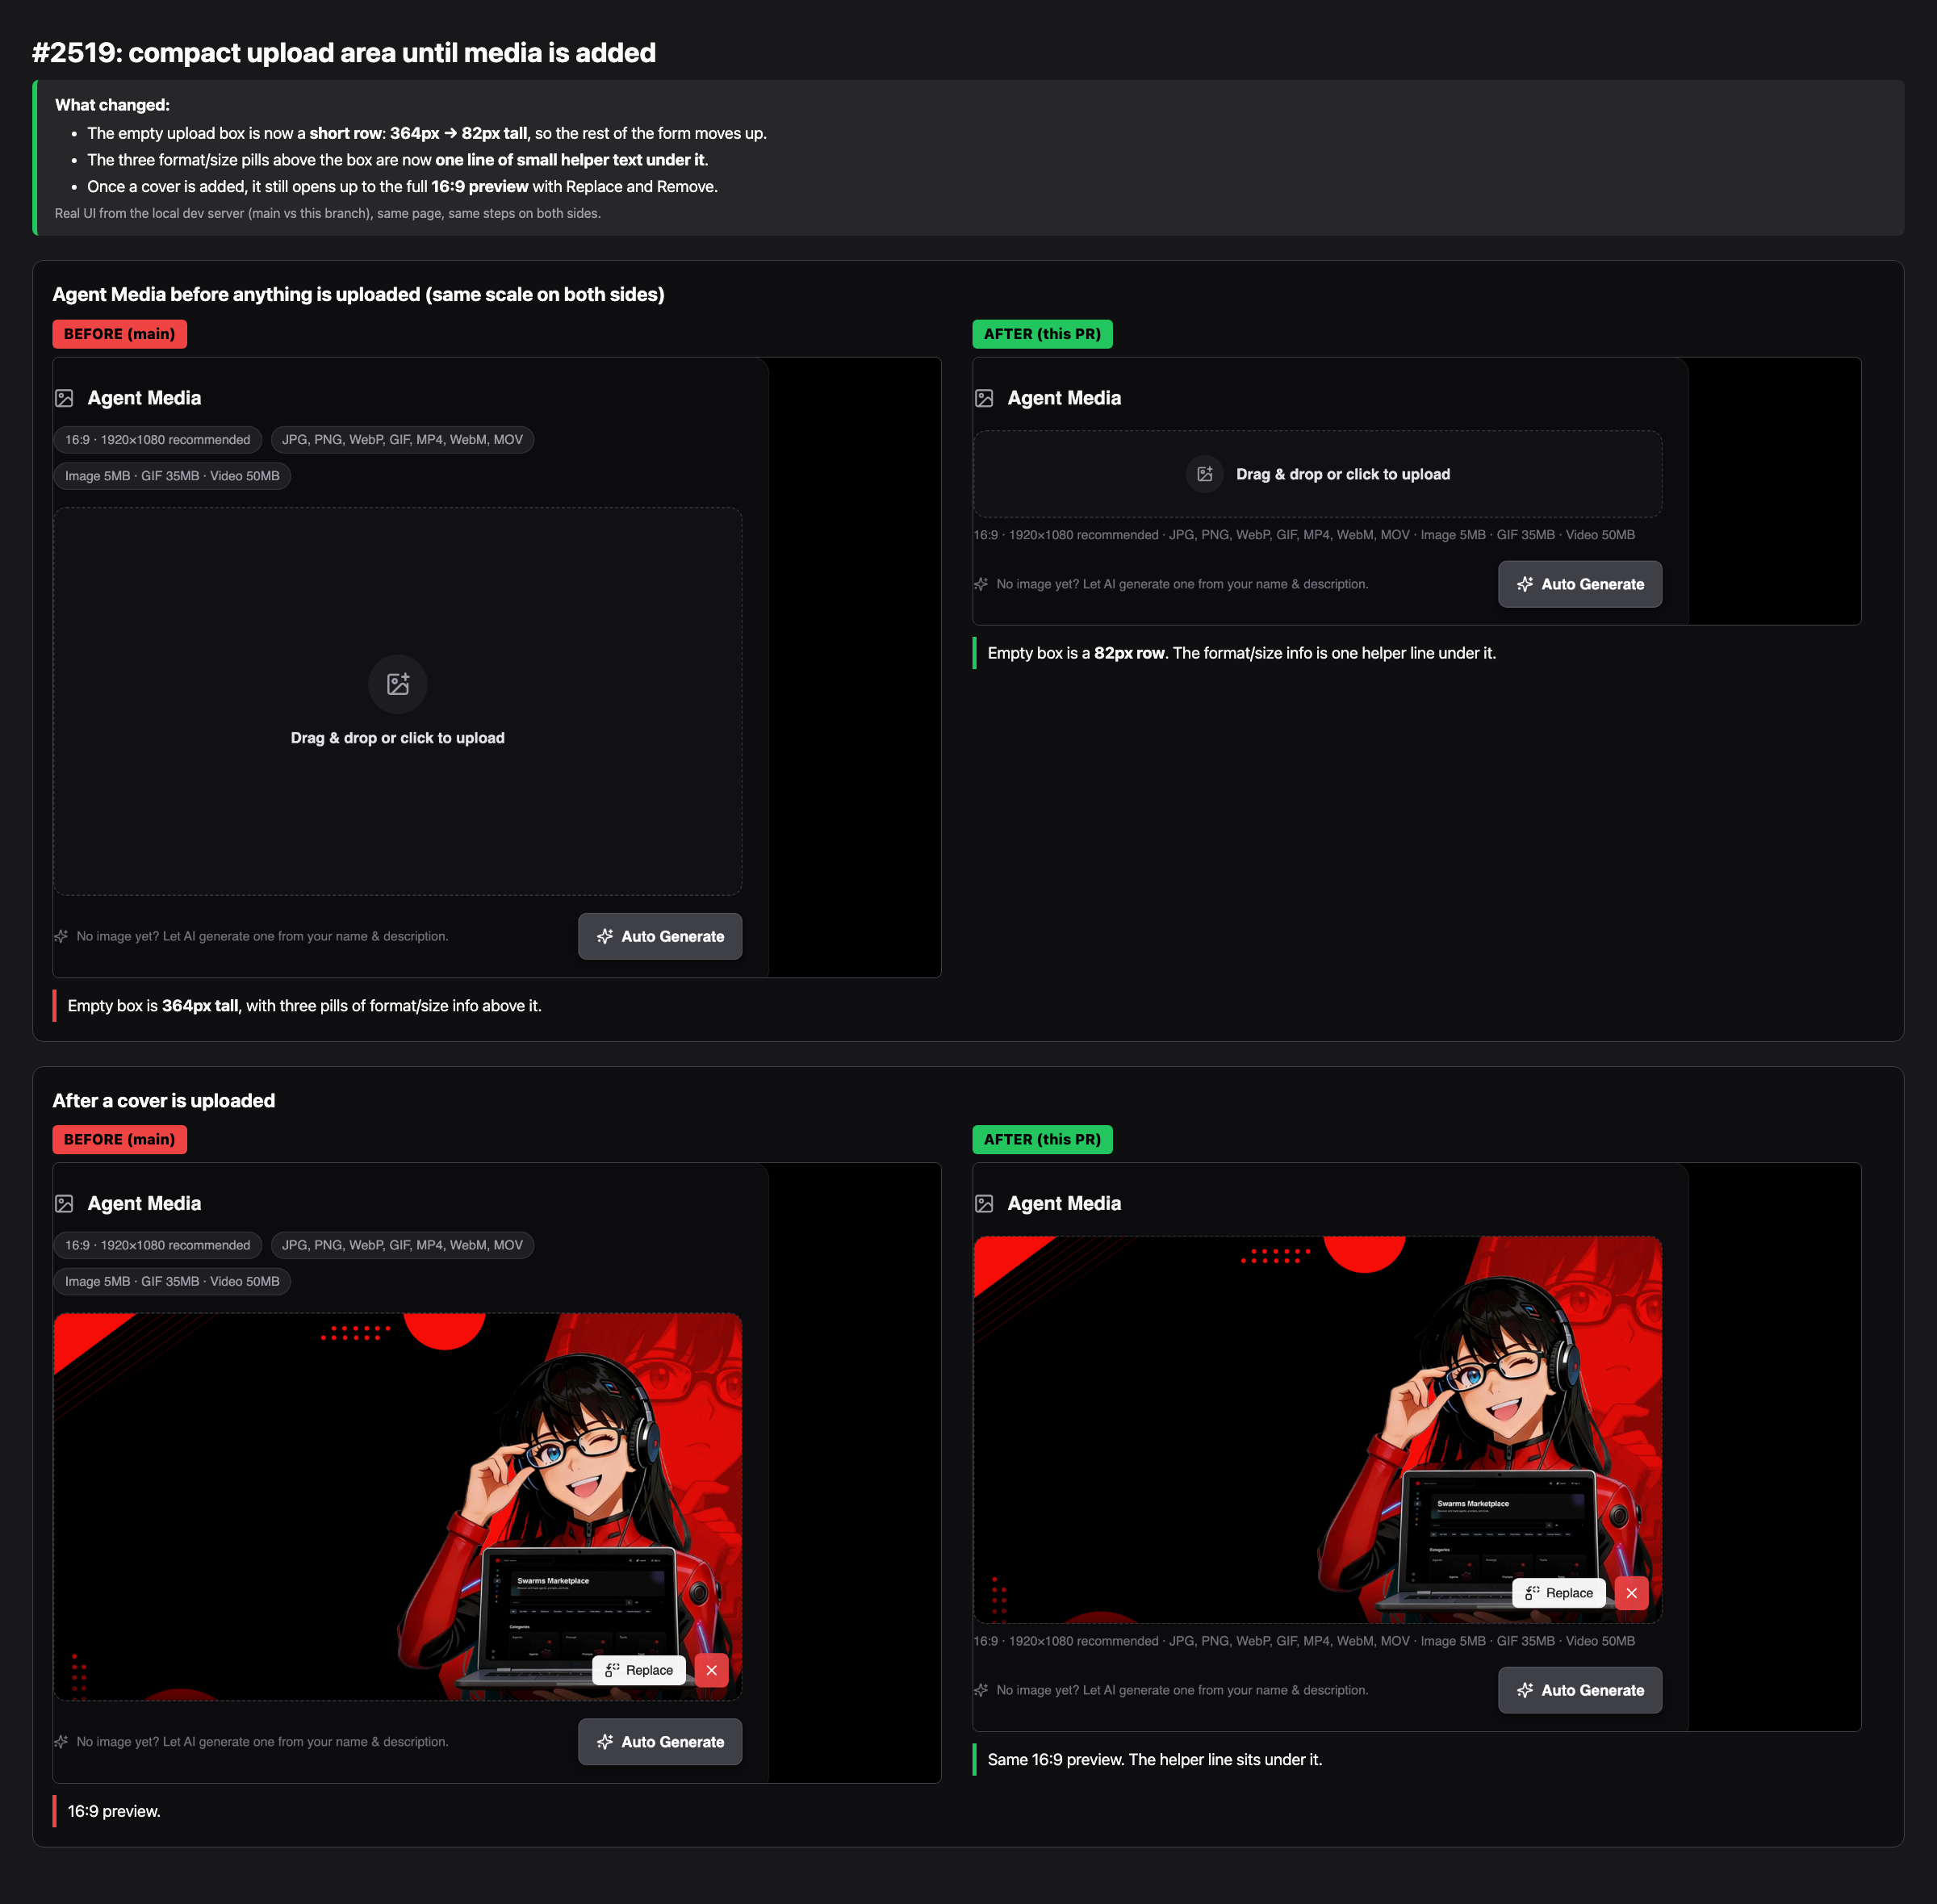 #2519: compact upload area until media is added
What changed:
• The empty upload box is now a short row: 364px → 82px tall, so the rest of the form moves up.
• The three format/size pills above the box are now one line of small helper text under it.
• Once a cover is added, it still opens up to the full 16:9 preview with Replace and Remove.
Real UI from the local dev server (main vs this branch), same page, same steps on both sides.
Agent Media before anything is uploaded (same scale on both sides)
BEFORE (main)
Agent Media
16:9 · 1920×1080 recommended
JPG, PNG, WebP, GIF, MP4, WebM, MOV
Image 5MB · GIF 35MB · Video 50MB
Drag & drop or click to upload
No image yet? Let AI generate one from your name & description.
Auto Generate
Empty box is 364px tall, with three pills of format/size info above it.
AFTER (this PR)
Agent Media
Drag & drop or click to upload
16:9 · 1920×1080 recommended · JPG, PNG, WebP, GIF, MP4, WebM, MOV · Image 5MB · GIF 35MB · Video 50MB
No image yet? Let AI generate one from your name & description.
Auto Generate
Empty box is a 82px row. The format/size info is one helper line under it.
After a cover is uploaded
BEFORE (main)
Agent Media
16:9 · 1920×1080 recommended
JPG, PNG, WebP, GIF, MP4, WebM, MOV
Image 5MB · GIF 35MB · Video 50MB
Swarms Marketplace
Categories
Replace
No image yet? Let AI generate one from your name & description.
Auto Generate
16:9 preview.
AFTER (this PR)
Agent Media
Swarms Marketplace
Categories
Replace
16:9 · 1920×1080 recommended · JPG, PNG, WebP, GIF, MP4, WebM, MOV · Image 5MB · GIF 35MB · Video 50MB
No image yet? Let AI generate one from your name & description.
Auto Generate
Same 16:9 preview. The helper line sits under it.